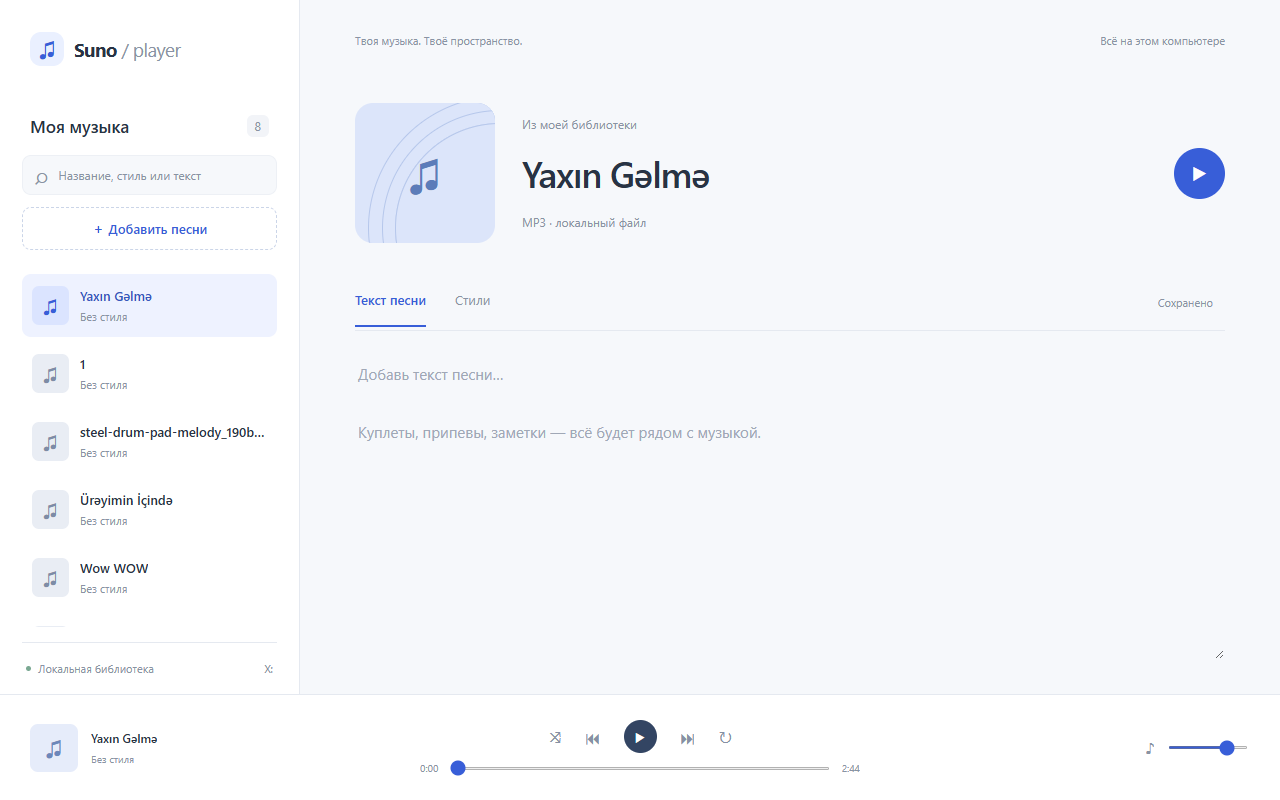 Suno / player
Моя музыка
8
Название, стиль или текст
+ Добавить песни
Yaxın Gəlmə
Без стиля
1
Без стиля
steel-drum-pad-melody_190b...
Без стиля
Ürəyimin İçində
Без стиля
Wow WOW
Без стиля
Локальная библиотека
X:
Твоя музыка. Твоё пространство.
Всё на этом компьютере
Из моей библиотеки
Yaxın Gəlmə
MP3 · локальный файл
Текст песни
Стили
Сохранено
Добавь текст песни...
Куплеты, припевы, заметки — всё будет рядом с музыкой.
Yaxın Gəlmə
Без стиля
0:00
2:44